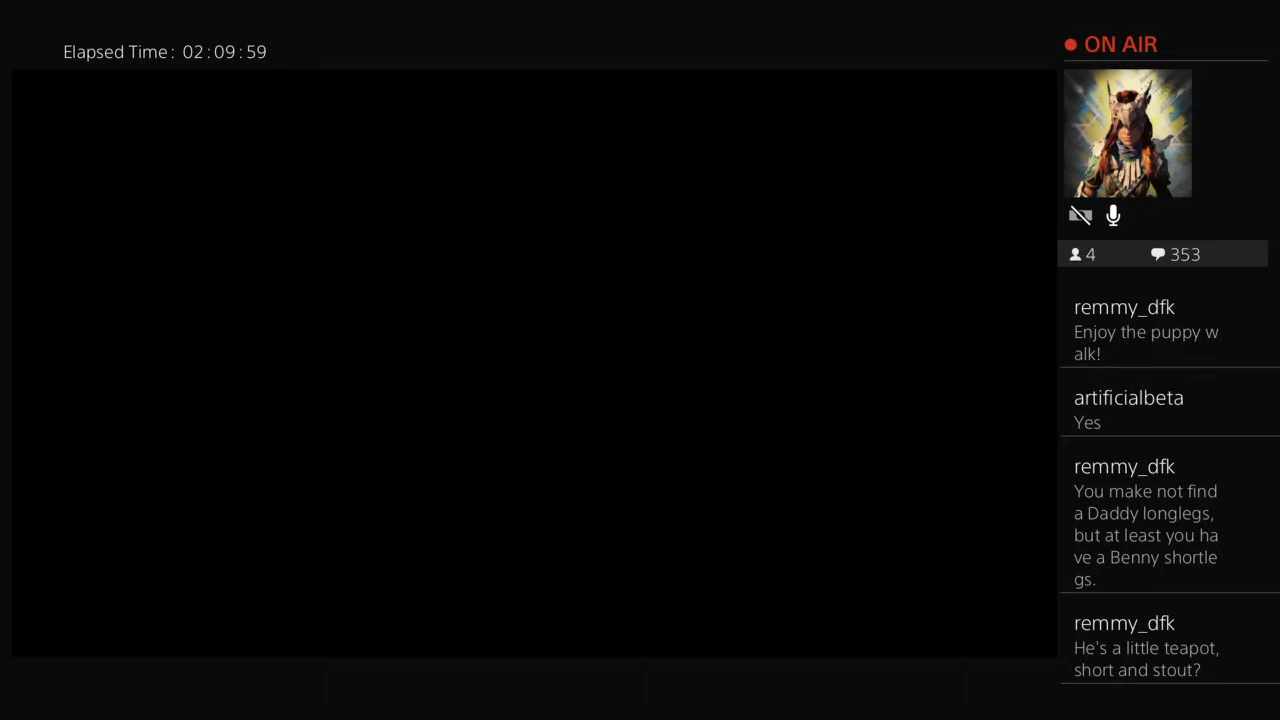 Elapsed Time: 02:09:59
ON AIR
4
353
remmy_dfk
Enjoy the puppy w
alk!
artificialbeta
Yes
remmy_dfk
You make not find
a Daddy longlegs,
but at least you ha
ve a Benny shortle
gs.
remmy_dfk
He's a little teapot,
short and stout?